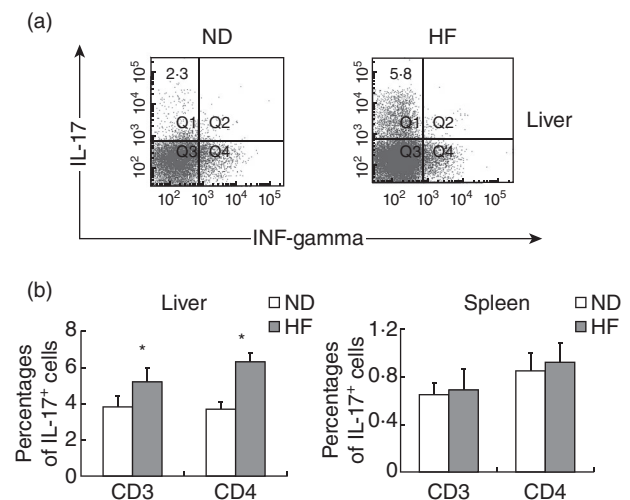 (a)
ND
HF
2·3
5·8
10⁵
10⁴
10³
10²
Q1 Q2
Q3 Q4
10² 10³ 10⁴ 10⁵
10⁵
10⁴
10³
10²
Q1 Q2
Q3 Q4
10² 10³ 10⁴ 10⁵
Liver
IL-17
INF-gamma
(b)
Liver
ND
HF
Percentages
of IL-17⁺ cells
8
6
4
2
0
*
*
CD3 CD4
Spleen
ND
HF
Percentages
of IL-17⁺ cells
1·2
0·8
0·4
0
CD3 CD4